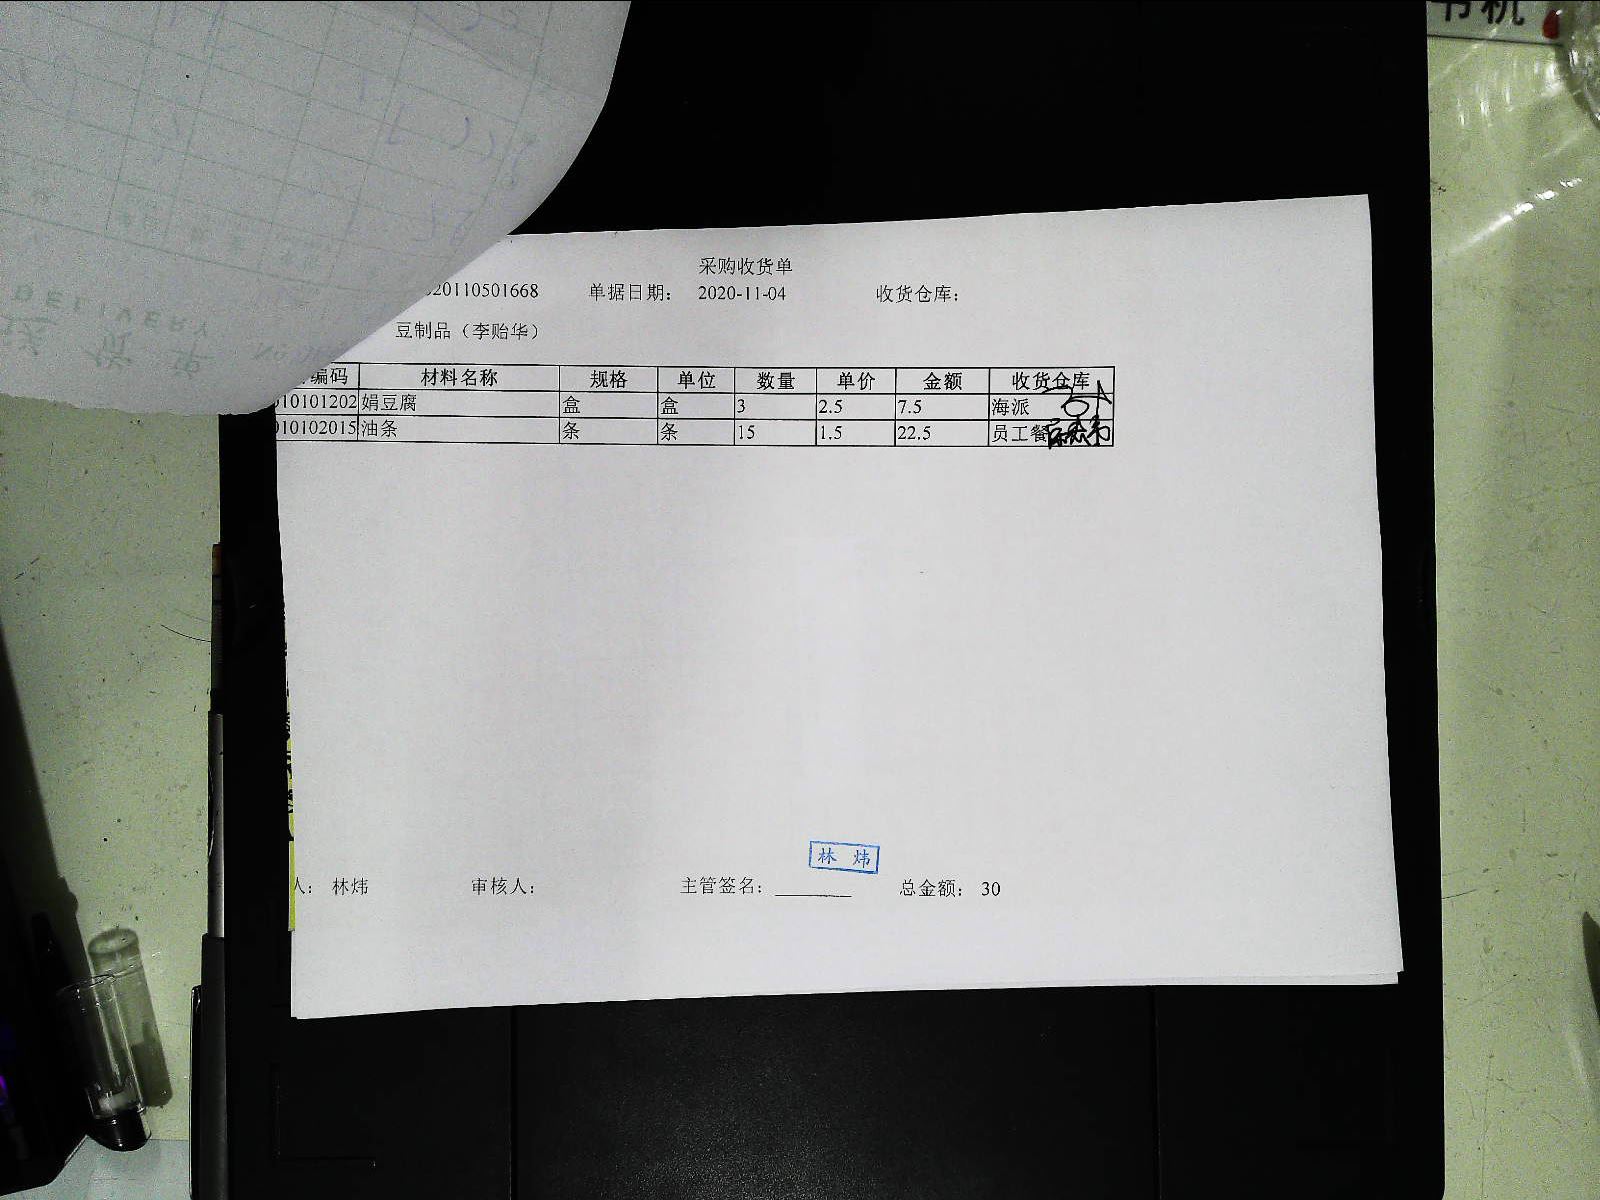 采购收货单
20110501668 单据日期： 2020-11-04 收货仓库：
豆制品（李贻华）
编码 材料名称 规格 单位 数量 单价 金额 收货仓库
010101202 娟豆腐 盒 盒 3 2.5 7.5 海派
010102015 油条 条 条 15 1.5 22.5 员工餐
林 炜
人： 林炜 审核人： 主管签名： 总金额： 30
DELIVERY